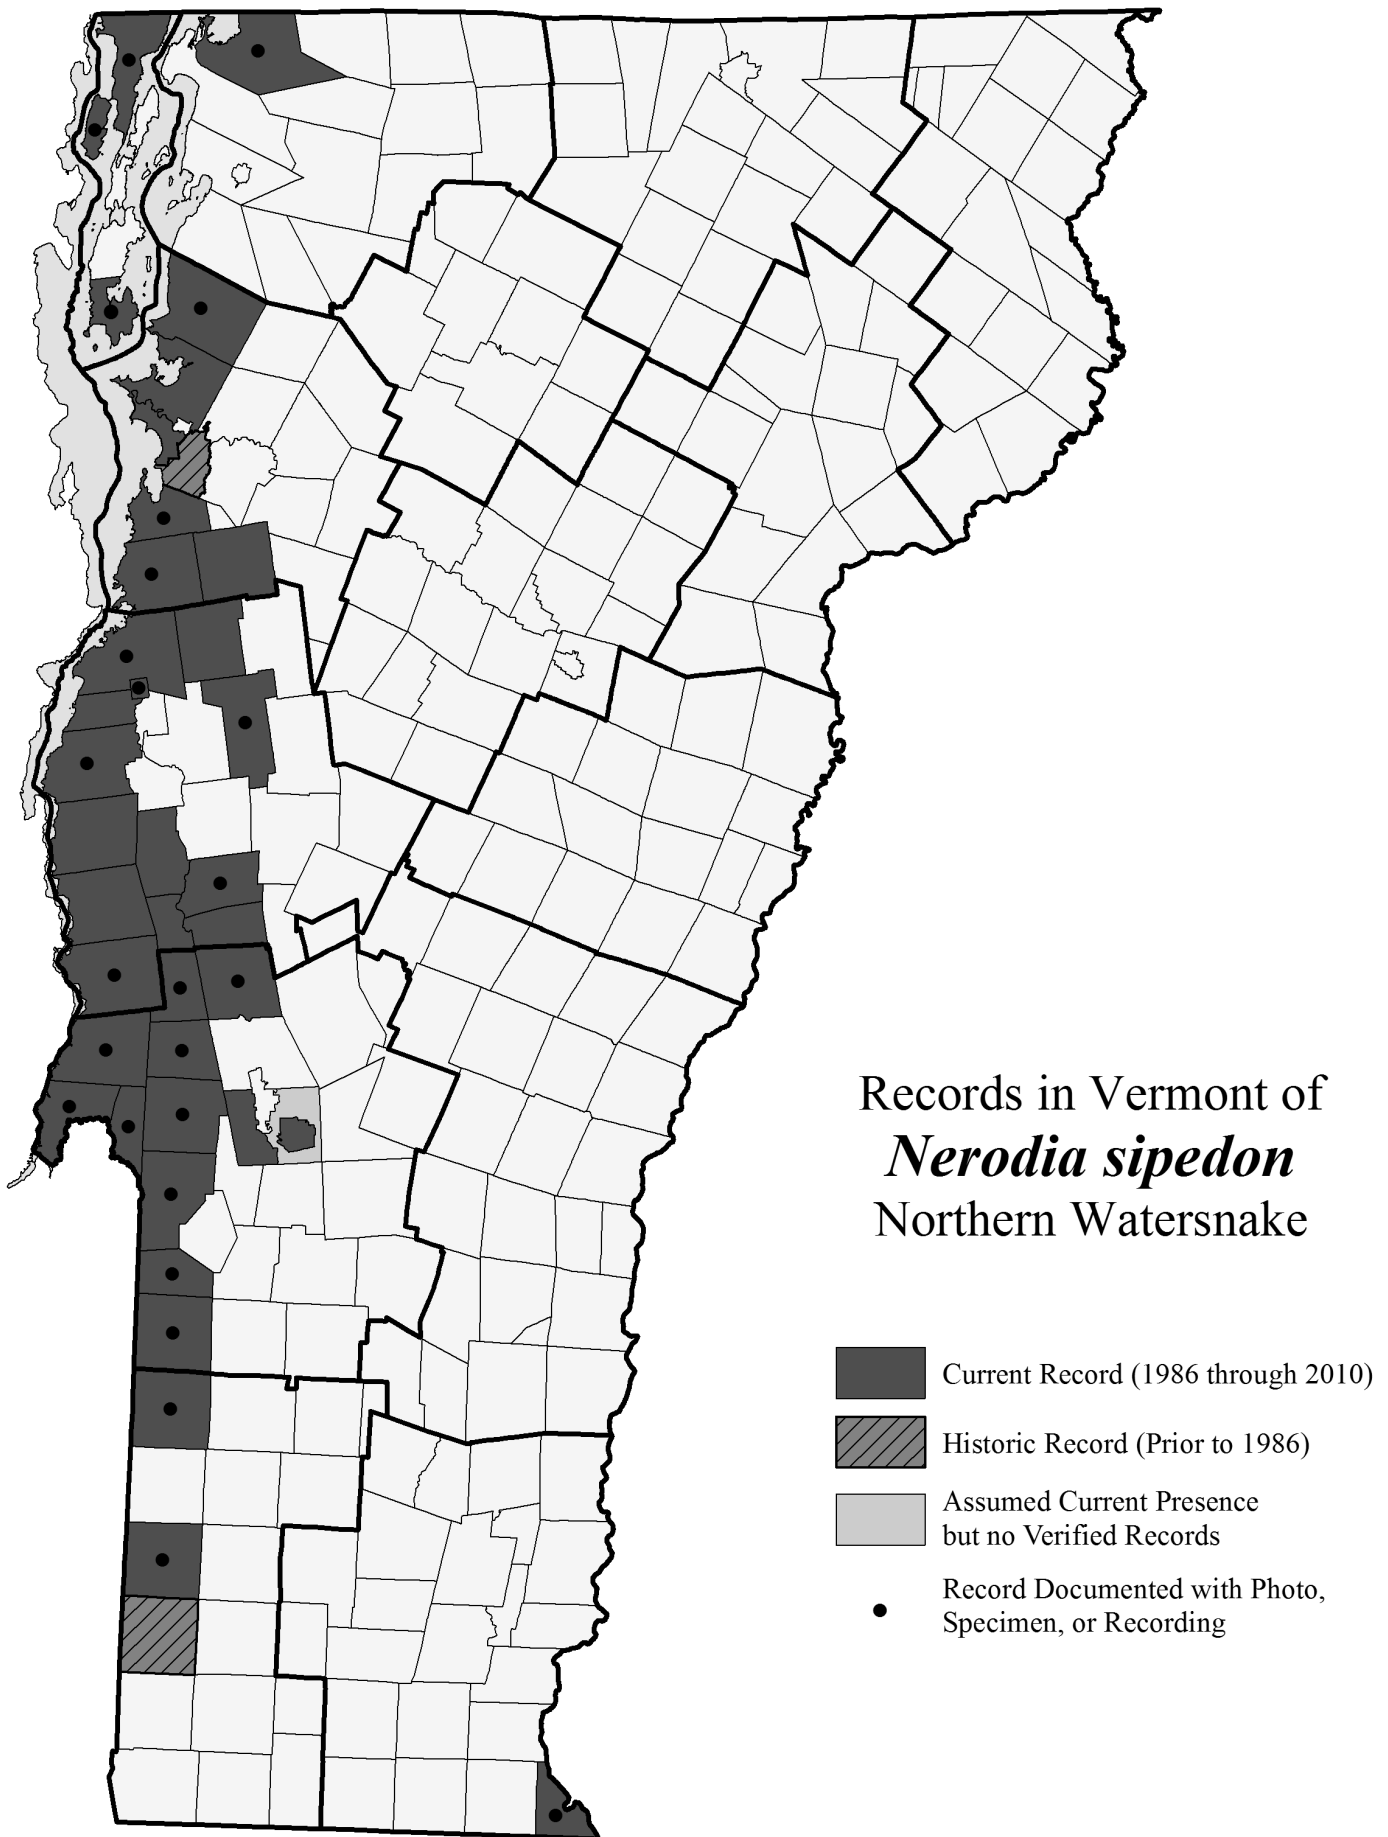 Records in Vermont of
Nerodia sipedon
Northern Watersnake
Current Record (1986 through 2010)
Historic Record (Prior to 1986)
Assumed Current Presence
but no Verified Records
Record Documented with Photo,
Specimen, or Recording